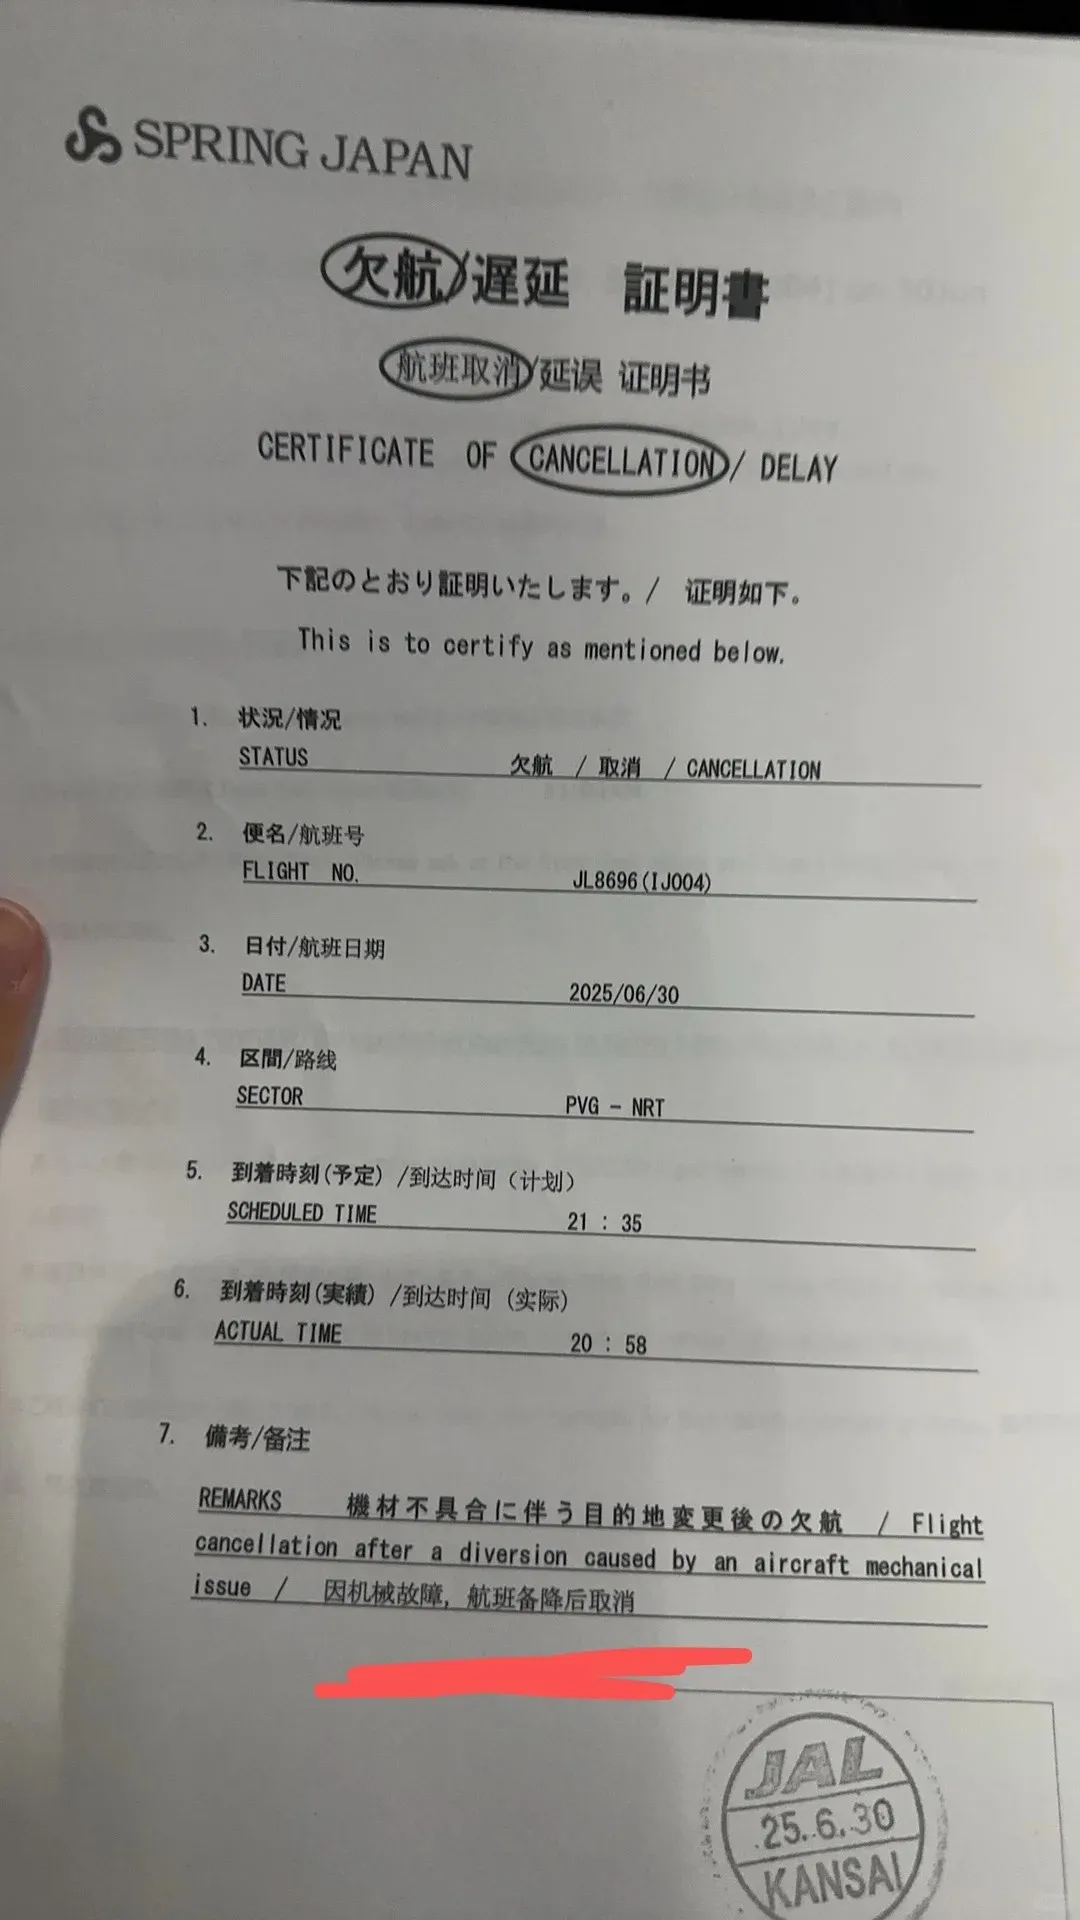 SPRING JAPAN
欠航/遅延 証明書
航班取消/延误 证明书
CERTIFICATE OF CANCELLATION / DELAY
下記のとおり証明いたします。/ 证明如下。
This is to certify as mentioned below.
1. 状況/情况
STATUS 欠航 / 取消 / CANCELLATION
2. 便名/航班号
FLIGHT NO. JL8696(IJ004)
3. 日付/航班日期
DATE 2025/06/30
4. 区間/路线
SECTOR PVG - NRT
5. 到着時刻(予定) /到达时间（计划）
SCHEDULED TIME 21 : 35
6. 到着時刻(実績) /到达时间（实际）
ACTUAL TIME 20 : 58
7. 備考/备注
REMARKS 機材不具合に伴う目的地変更後の欠航 / Flight
cancellation after a diversion caused by an aircraft mechanical
issue / 因机械故障，航班备降后取消
JAL
25.6.30
KANSAI